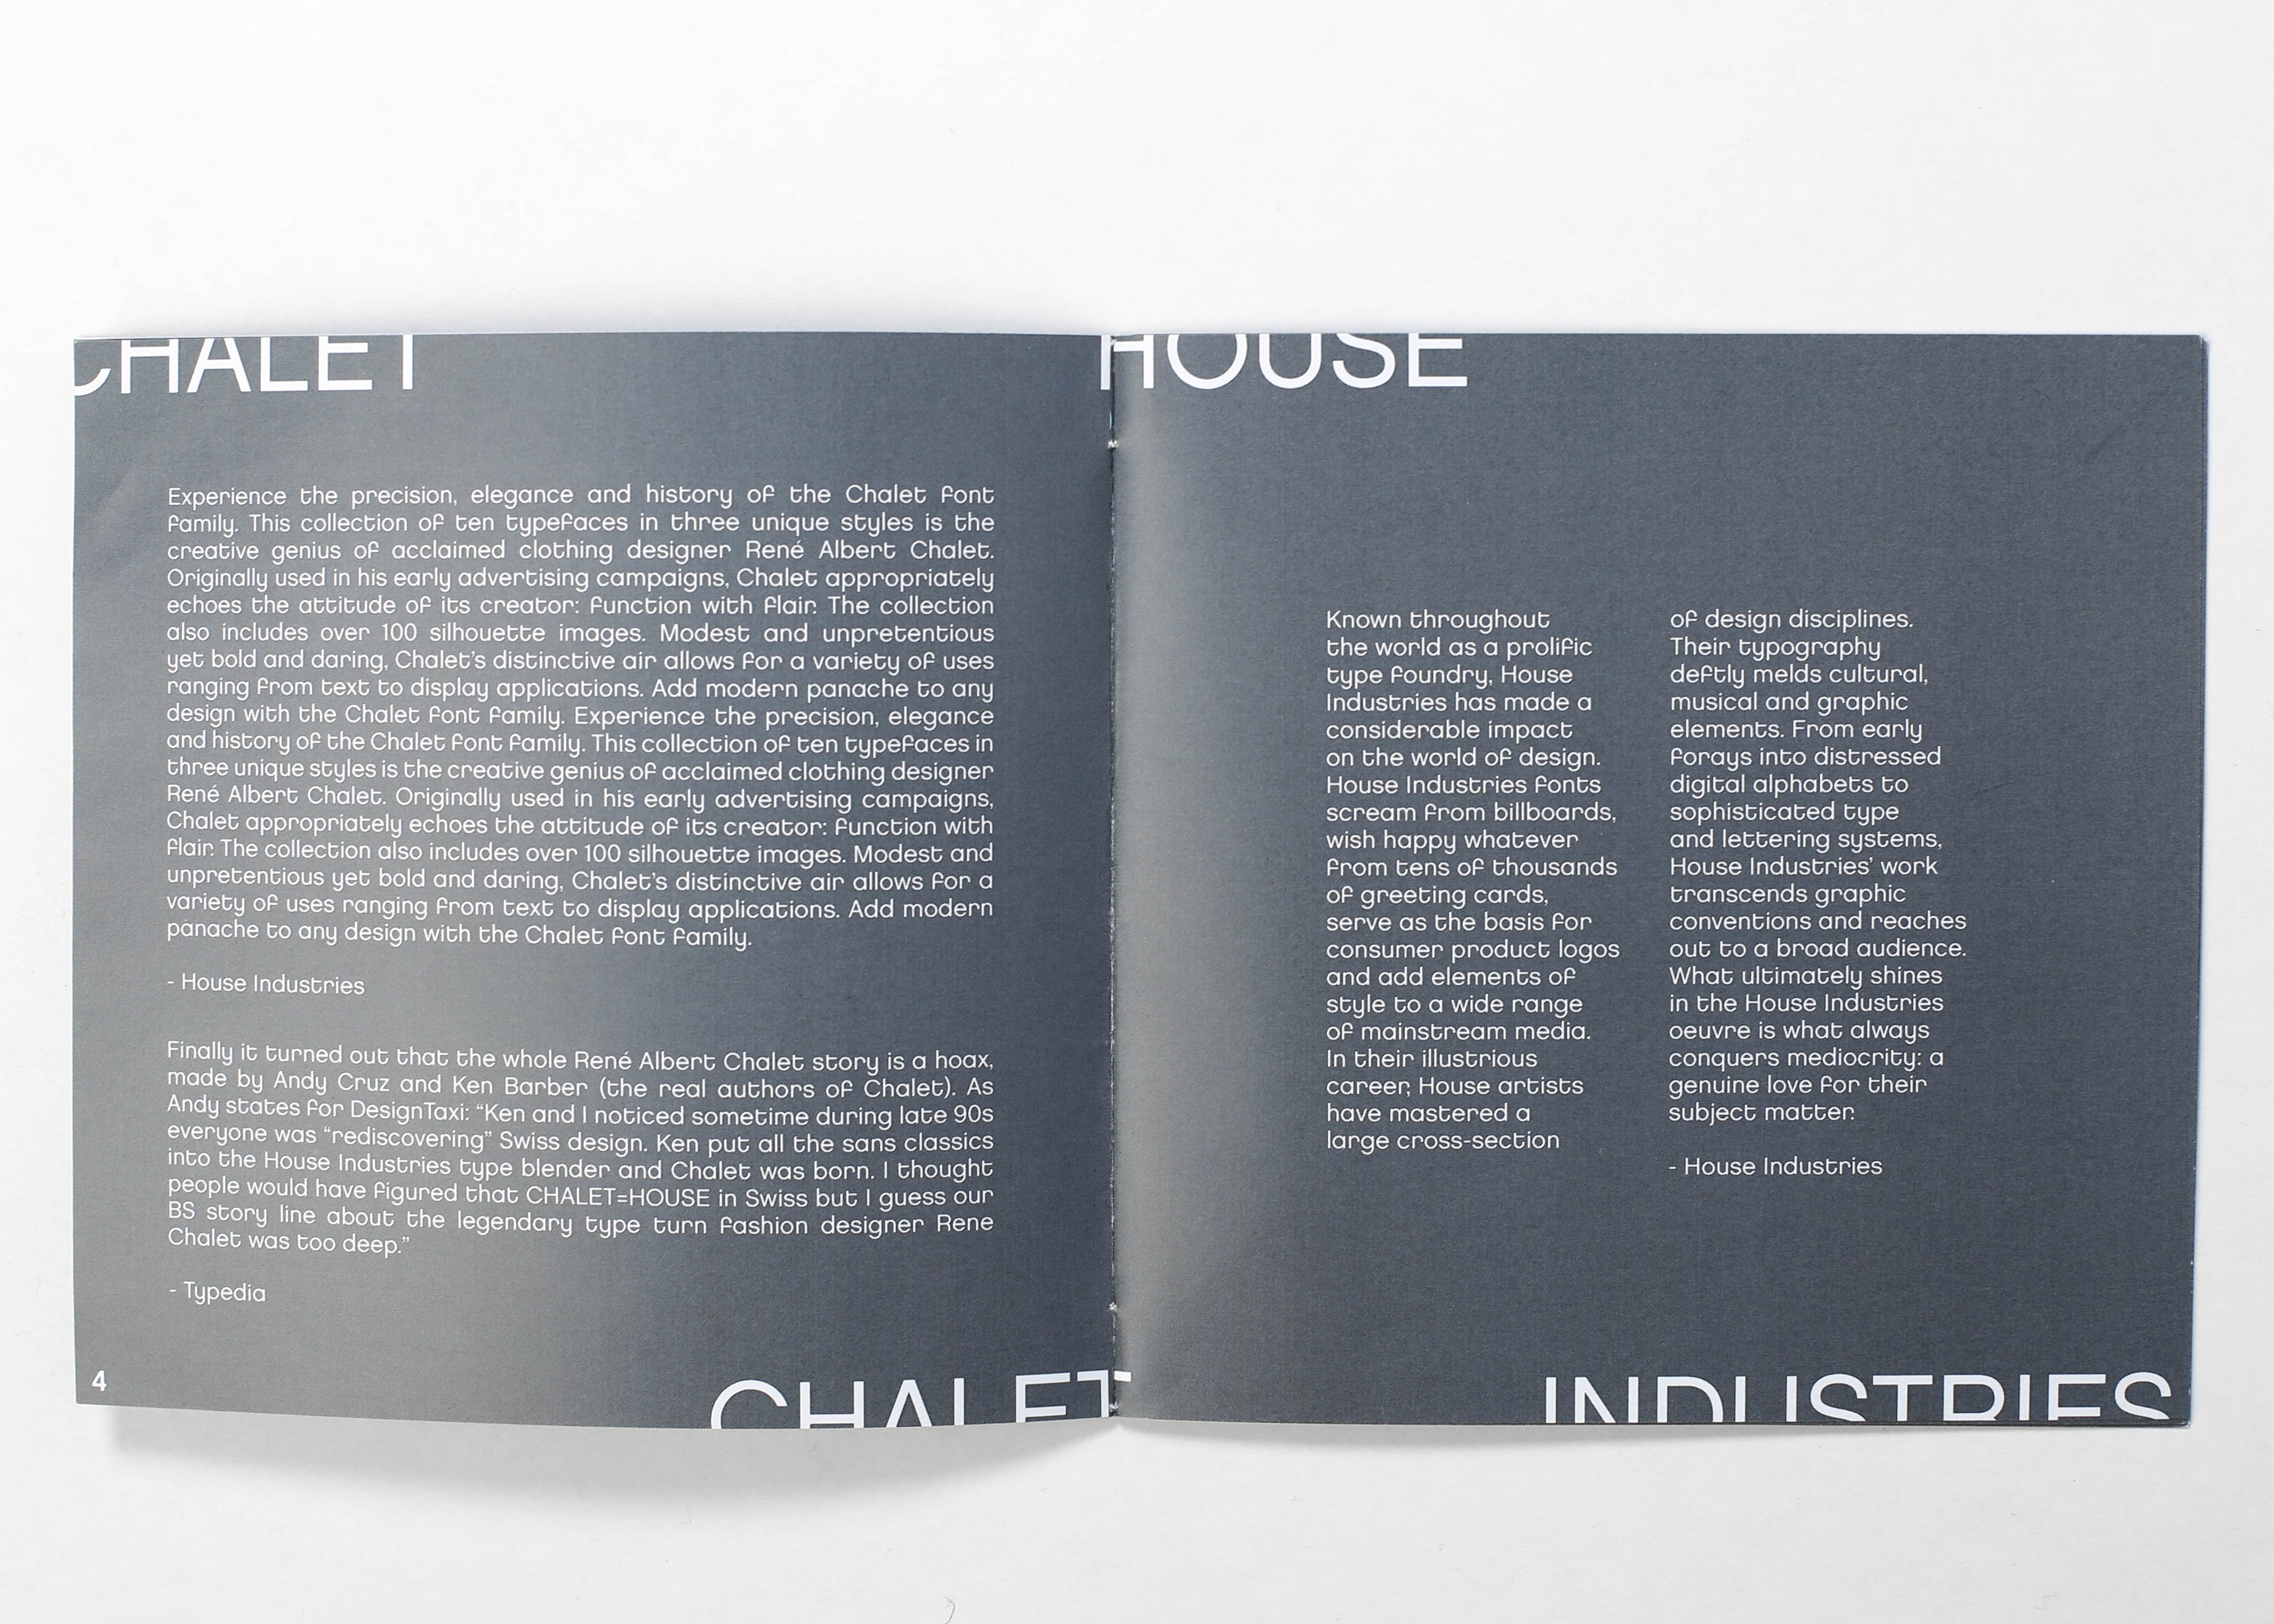 CHALET
Experience the precision, elegance and history of the Chalet font
family. This collection of ten typefaces in three unique styles is the
creative genius of acclaimed clothing designer René Albert Chalet.
Originally used in his early advertising campaigns, Chalet appropriately
echoes the attitude of its creator: function with flair. The collection
also includes over 100 silhouette images. Modest and unpretentious
yet bold and daring, Chalet’s distinctive air allows for a variety of uses
ranging from text to display applications. Add modern panache to any
design with the Chalet font family. Experience the precision, elegance
and history of the Chalet font family. This collection of ten typefaces in
three unique styles is the creative genius of acclaimed clothing designer
René Albert Chalet. Originally used in his early advertising campaigns,
Chalet appropriately echoes the attitude of its creator: function with
flair. The collection also includes over 100 silhouette images. Modest and
unpretentious yet bold and daring, Chalet’s distinctive air allows for a
variety of uses ranging from text to display applications. Add modern
panache to any design with the Chalet font family.
- House Industries
Finally it turned out that the whole René Albert Chalet story is a hoax,
made by Andy Cruz and Ken Barber (the real authors of Chalet). As
Andy states for DesignTaxi: “Ken and I noticed sometime during late 90s
everyone was “rediscovering” Swiss design. Ken put all the sans classics
into the House Industries type blender and Chalet was born. I thought
people would have figured that CHALET=HOUSE in Swiss but I guess our
BS story line about the legendary type turn fashion designer Rene
Chalet was too deep.”
- Typedia
4
CHALET
HOUSE
Known throughout
the world as a prolific
type foundry, House
Industries has made a
considerable impact
on the world of design.
House Industries fonts
scream from billboards,
wish happy whatever
from tens of thousands
of greeting cards,
serve as the basis for
consumer product logos
and add elements of
style to a wide range
of mainstream media.
In their illustrious
career, House artists
have mastered a
large cross-section
of design disciplines.
Their typography
deftly melds cultural,
musical and graphic
elements. From early
forays into distressed
digital alphabets to
sophisticated type
and lettering systems,
House Industries’ work
transcends graphic
conventions and reaches
out to a broad audience.
What ultimately shines
in the House Industries
oeuvre is what always
conquers mediocrity: a
genuine love for their
subject matter.
- House Industries
INDUSTRIES